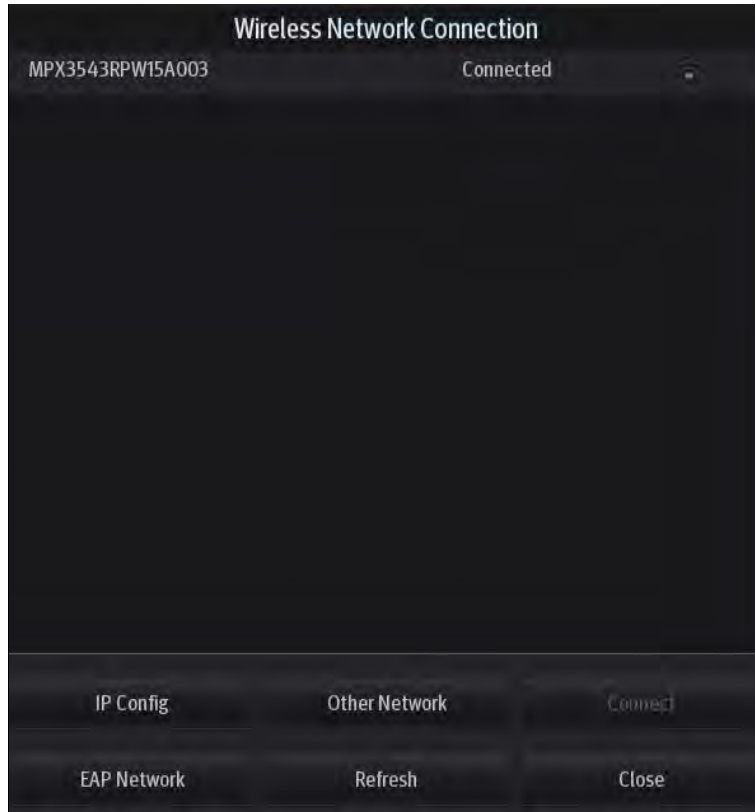 Wireless Network Connection
MPX3543RPW15A003 Connected
IP Config Other Network Connect
EAP Network Refresh Close